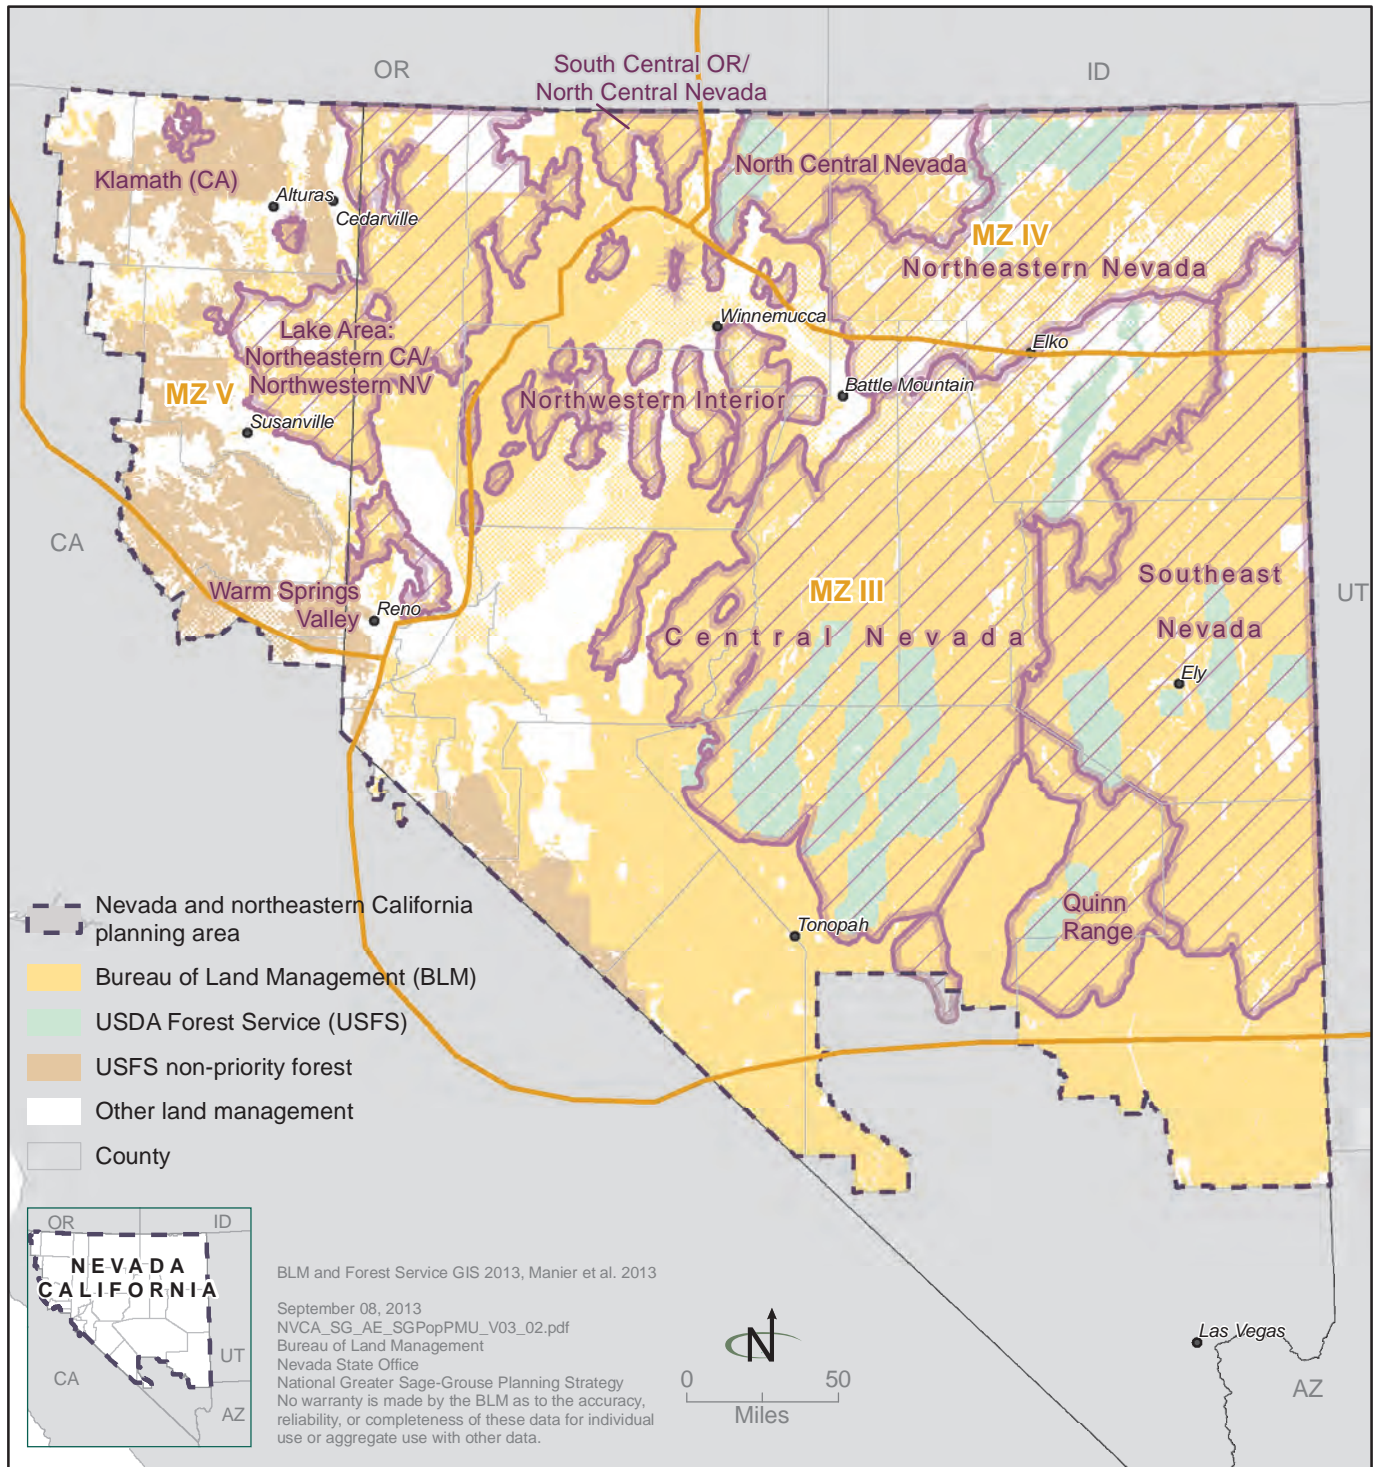 OR
South Central OR/
North Central Nevada
ID
North Central Nevada
Klamath (CA)
Alturas
Cedarville
MZ IV
Northeastern Nevada
Lake Area:
Northeastern CA/
Northwestern NV
Winnemucca
Elko
MZ V
Northwestern Interior
Battle Mountain
Susanville
CA
MZ III
Southeast
Nevada
UT
Warm Springs
Valley
Reno
Central Nevada
Ely
Quinn
Range
Tonopah
Nevada and northeastern California
planning area
Bureau of Land Management (BLM)
USDA Forest Service (USFS)
USFS non-priority forest
Other land management
County
OR
ID
NEVADA
CALIFORNIA
UT
CA
AZ
BLM and Forest Service GIS 2013, Manier et al. 2013
September 08, 2013
NVCA_SG_AE_SGPopPMU_V03_02.pdf
Bureau of Land Management
Nevada State Office
National Greater Sage-Grouse Planning Strategy
No warranty is made by the BLM as to the accuracy,
reliability, or completeness of these data for individual
use or aggregate use with other data.
N
0 50
Miles
Las Vegas
AZ